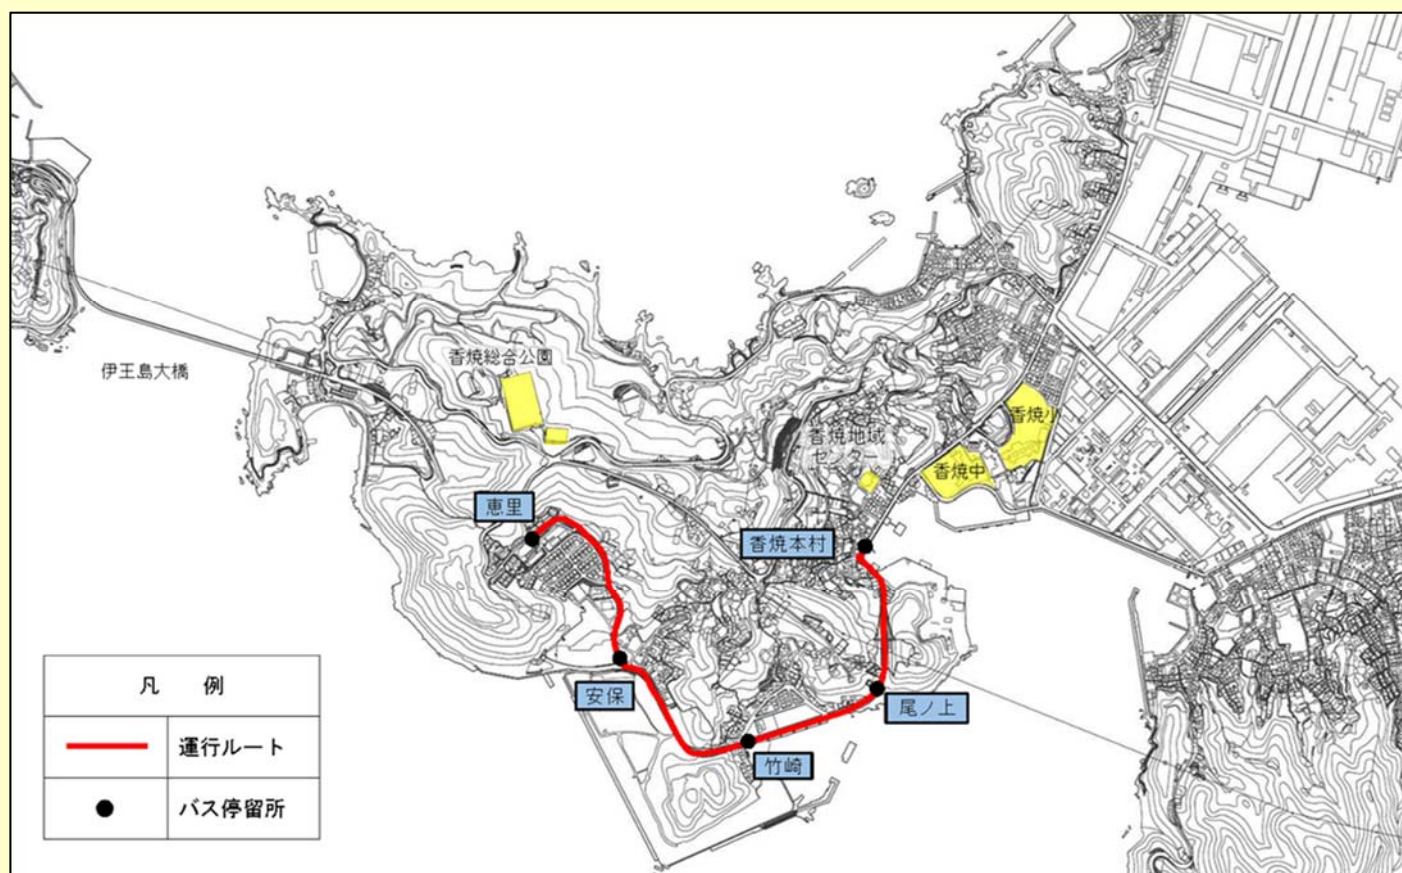 伊王島大橋
香焼総合公園
香焼地域
センター
香焼小
香焼中
恵里
香焼本村
安保
尾ノ上
竹崎
凡 例
運行ルート
バス停留所